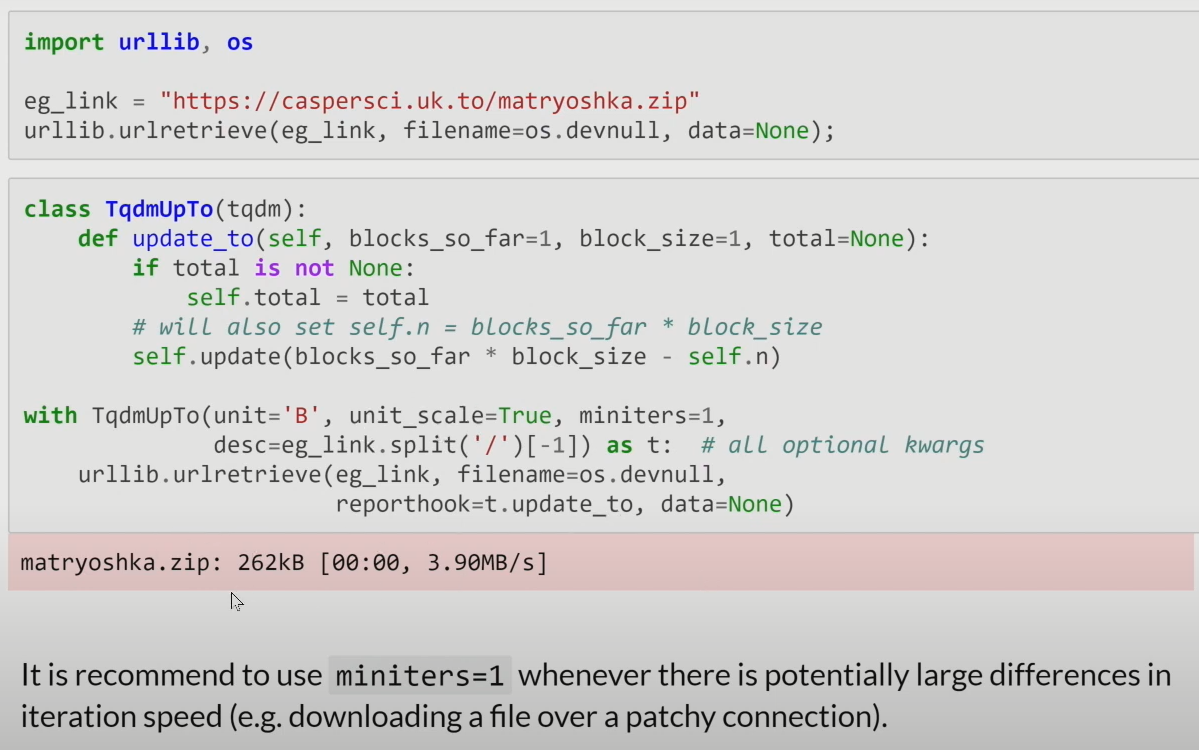 import urllib, os
eg_link = "https://caspersci.uk.to/matryoshka.zip"
urllib.urlretrieve(eg_link, filename=os.devnull, data=None);
class TqdmUpTo(tqdm):
    def update_to(self, blocks_so_far=1, block_size=1, total=None):
        if total is not None:
            self.total = total
        # will also set self.n = blocks_so_far * block_size
        self.update(blocks_so_far * block_size - self.n)
with TqdmUpTo(unit='B', unit_scale=True, miniters=1,
              desc=eg_link.split('/')[-1]) as t:  # all optional kwargs
    urllib.urlretrieve(eg_link, filename=os.devnull,
                       reporthook=t.update_to, data=None)
matryoshka.zip: 262kB [00:00, 3.90MB/s]
It is recommend to use miniters=1 whenever there is potentially large differences in
iteration speed (e.g. downloading a file over a patchy connection).